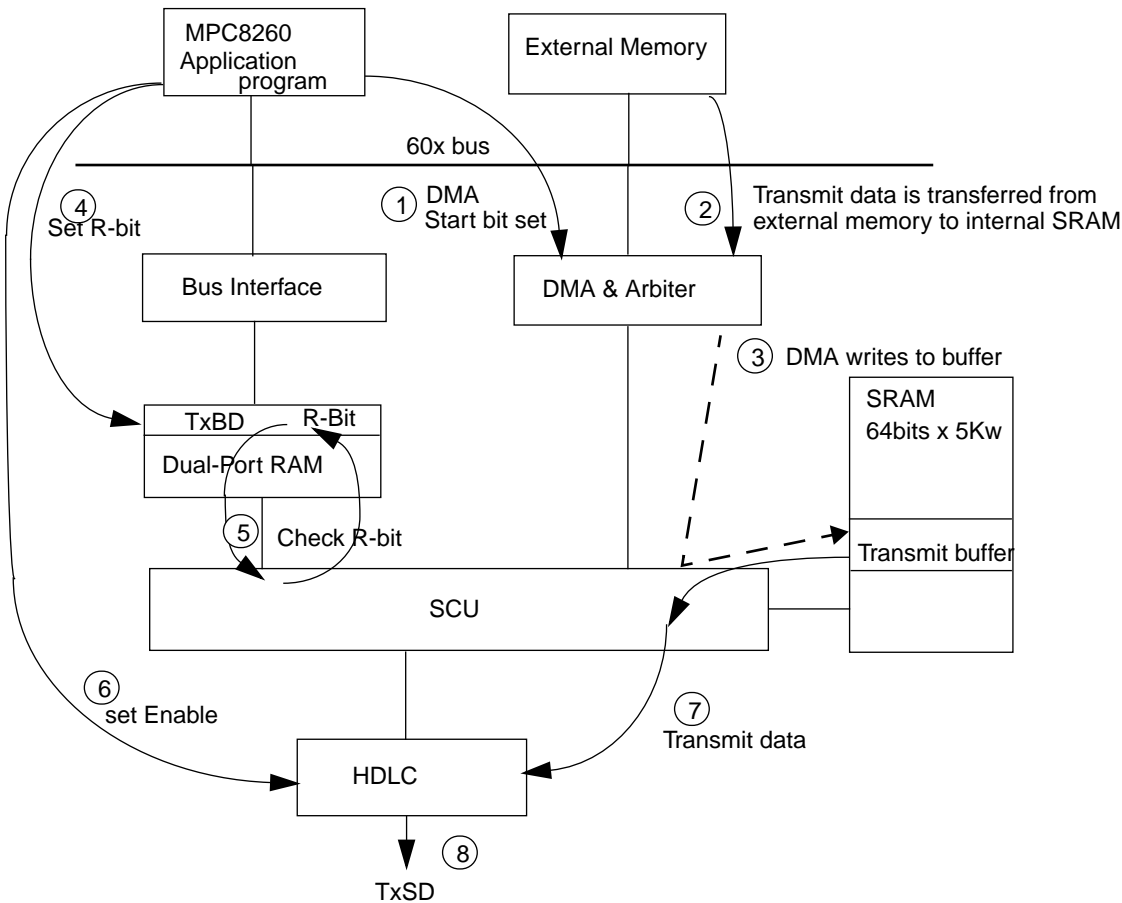 MPC8260
Application
program
External Memory
60x bus
1
DMA
Start bit set
2
Transmit data is transferred from
external memory to internal SRAM
4
Set R-bit
Bus Interface
DMA & Arbiter
3
DMA writes to buffer
SRAM
64bits x 5Kw
TxBD
R-Bit
Dual-Port RAM
5
Check R-bit
Transmit buffer
SCU
6
set Enable
7
Transmit data
HDLC
8
TxSD